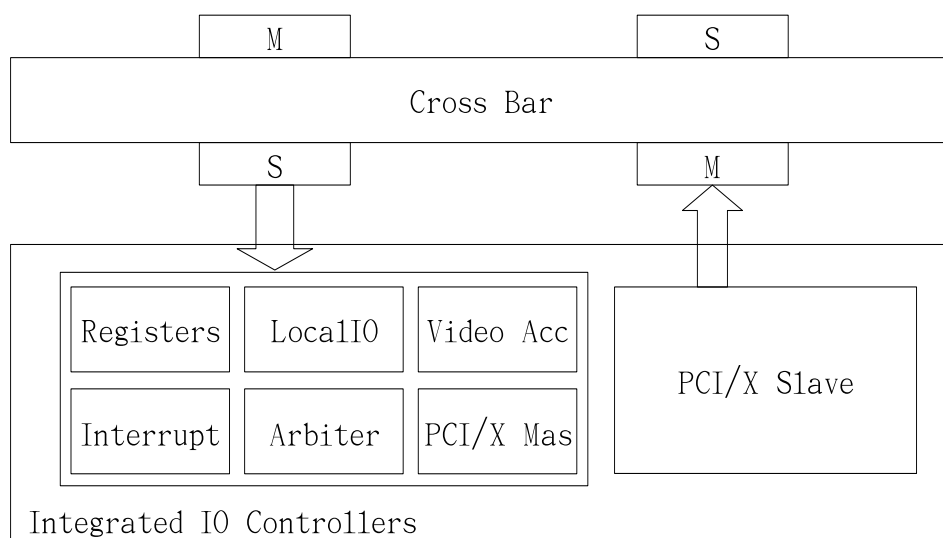 M S
Cross Bar
S M
Registers LocalIO Video Acc PCI/X Slave
Interrupt Arbiter PCI/X Mas
Integrated IO Controllers